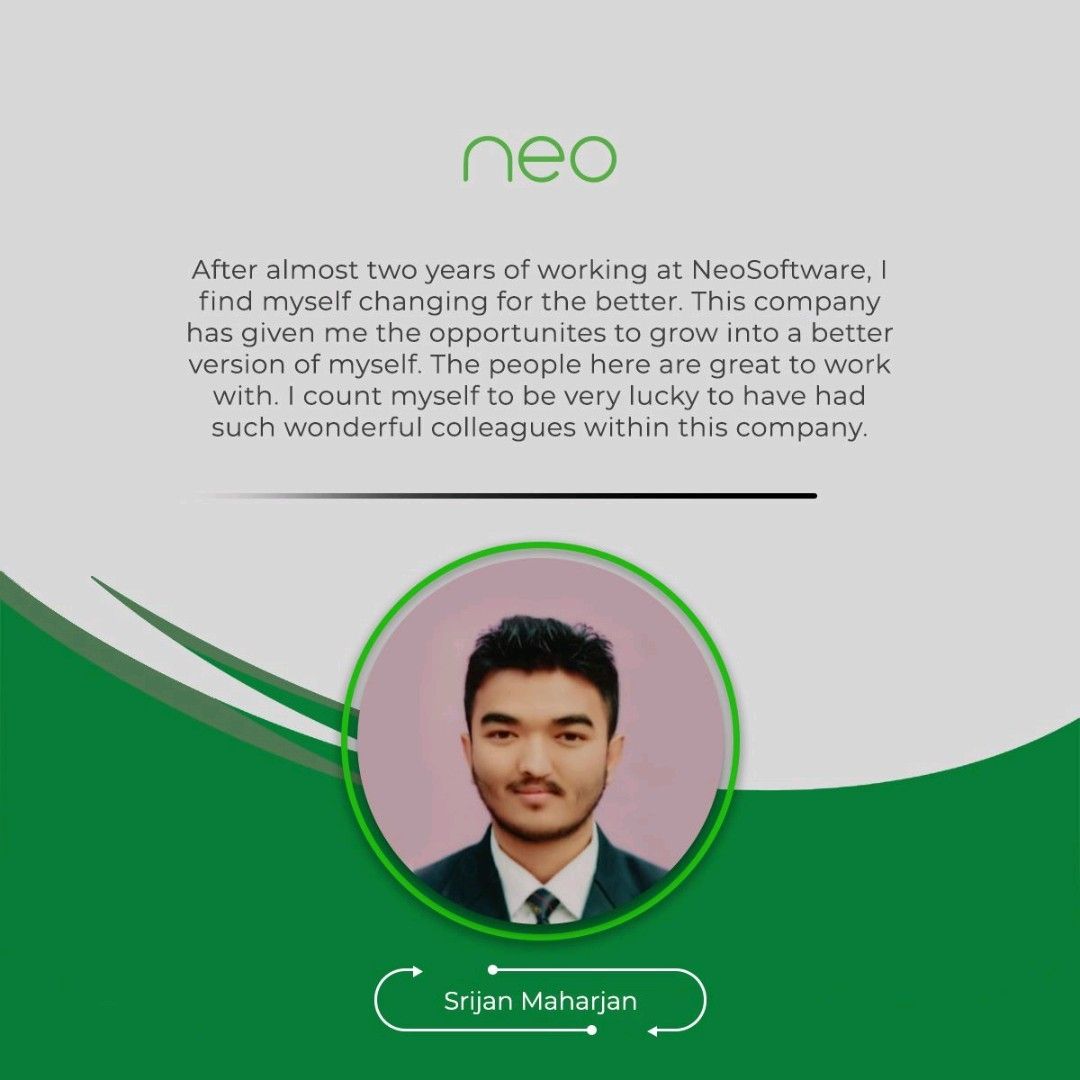 neo
After almost two years of working at NeoSoftware, I
find myself changing for the better. This company
has given me the opportunites to grow into a better
version of myself. The people here are great to work
with. I count myself to be very lucky to have had
such wonderful colleagues within this company.
Srijan Maharjan